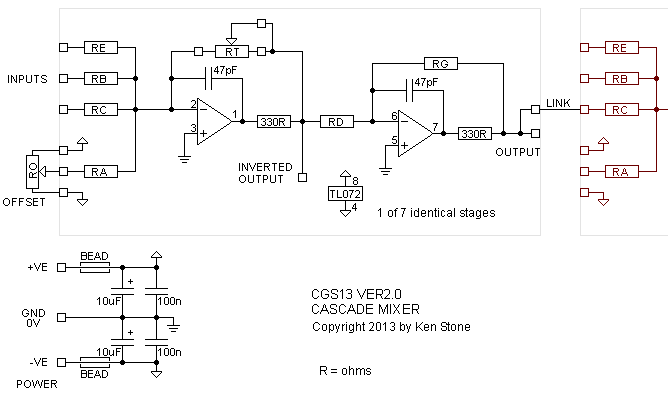 RE
RT
RG
RE
47pF
47pF
INPUTS
RB
RB
2
1
330R
RD
6
7
330R
LINK
RC
RC
3
5
OUTPUT
RO
RA
INVERTED
OUTPUT
8
TL072
4
RA
OFFSET
1 of 7 identical stages
BEAD
+VE
+
10uF
100n
CGS13 VER2.0
CASCADE MIXER
Copyright 2013 by Ken Stone
GND
0V
+
10uF
100n
-VE
BEAD
POWER
R = ohms